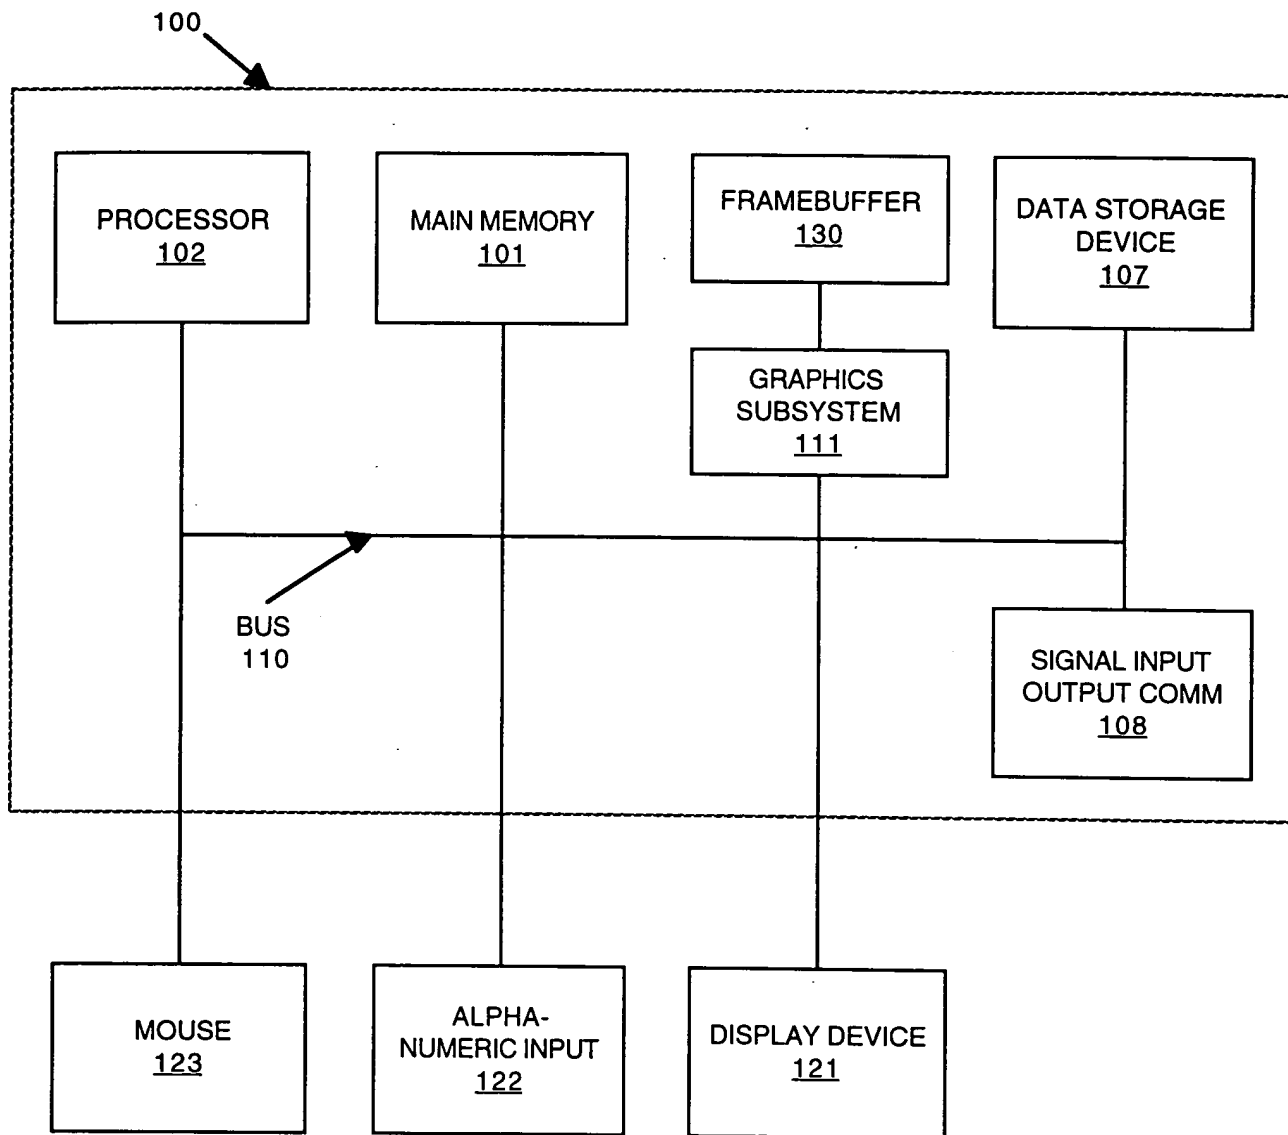 100
PROCESSOR
102
MAIN MEMORY
101
FRAMEBUFFER
130
DATA STORAGE
DEVICE
107
GRAPHICS
SUBSYSTEM
111
BUS
110
SIGNAL INPUT
OUTPUT COMM
108
MOUSE
123
ALPHA-
NUMERIC INPUT
122
DISPLAY DEVICE
121